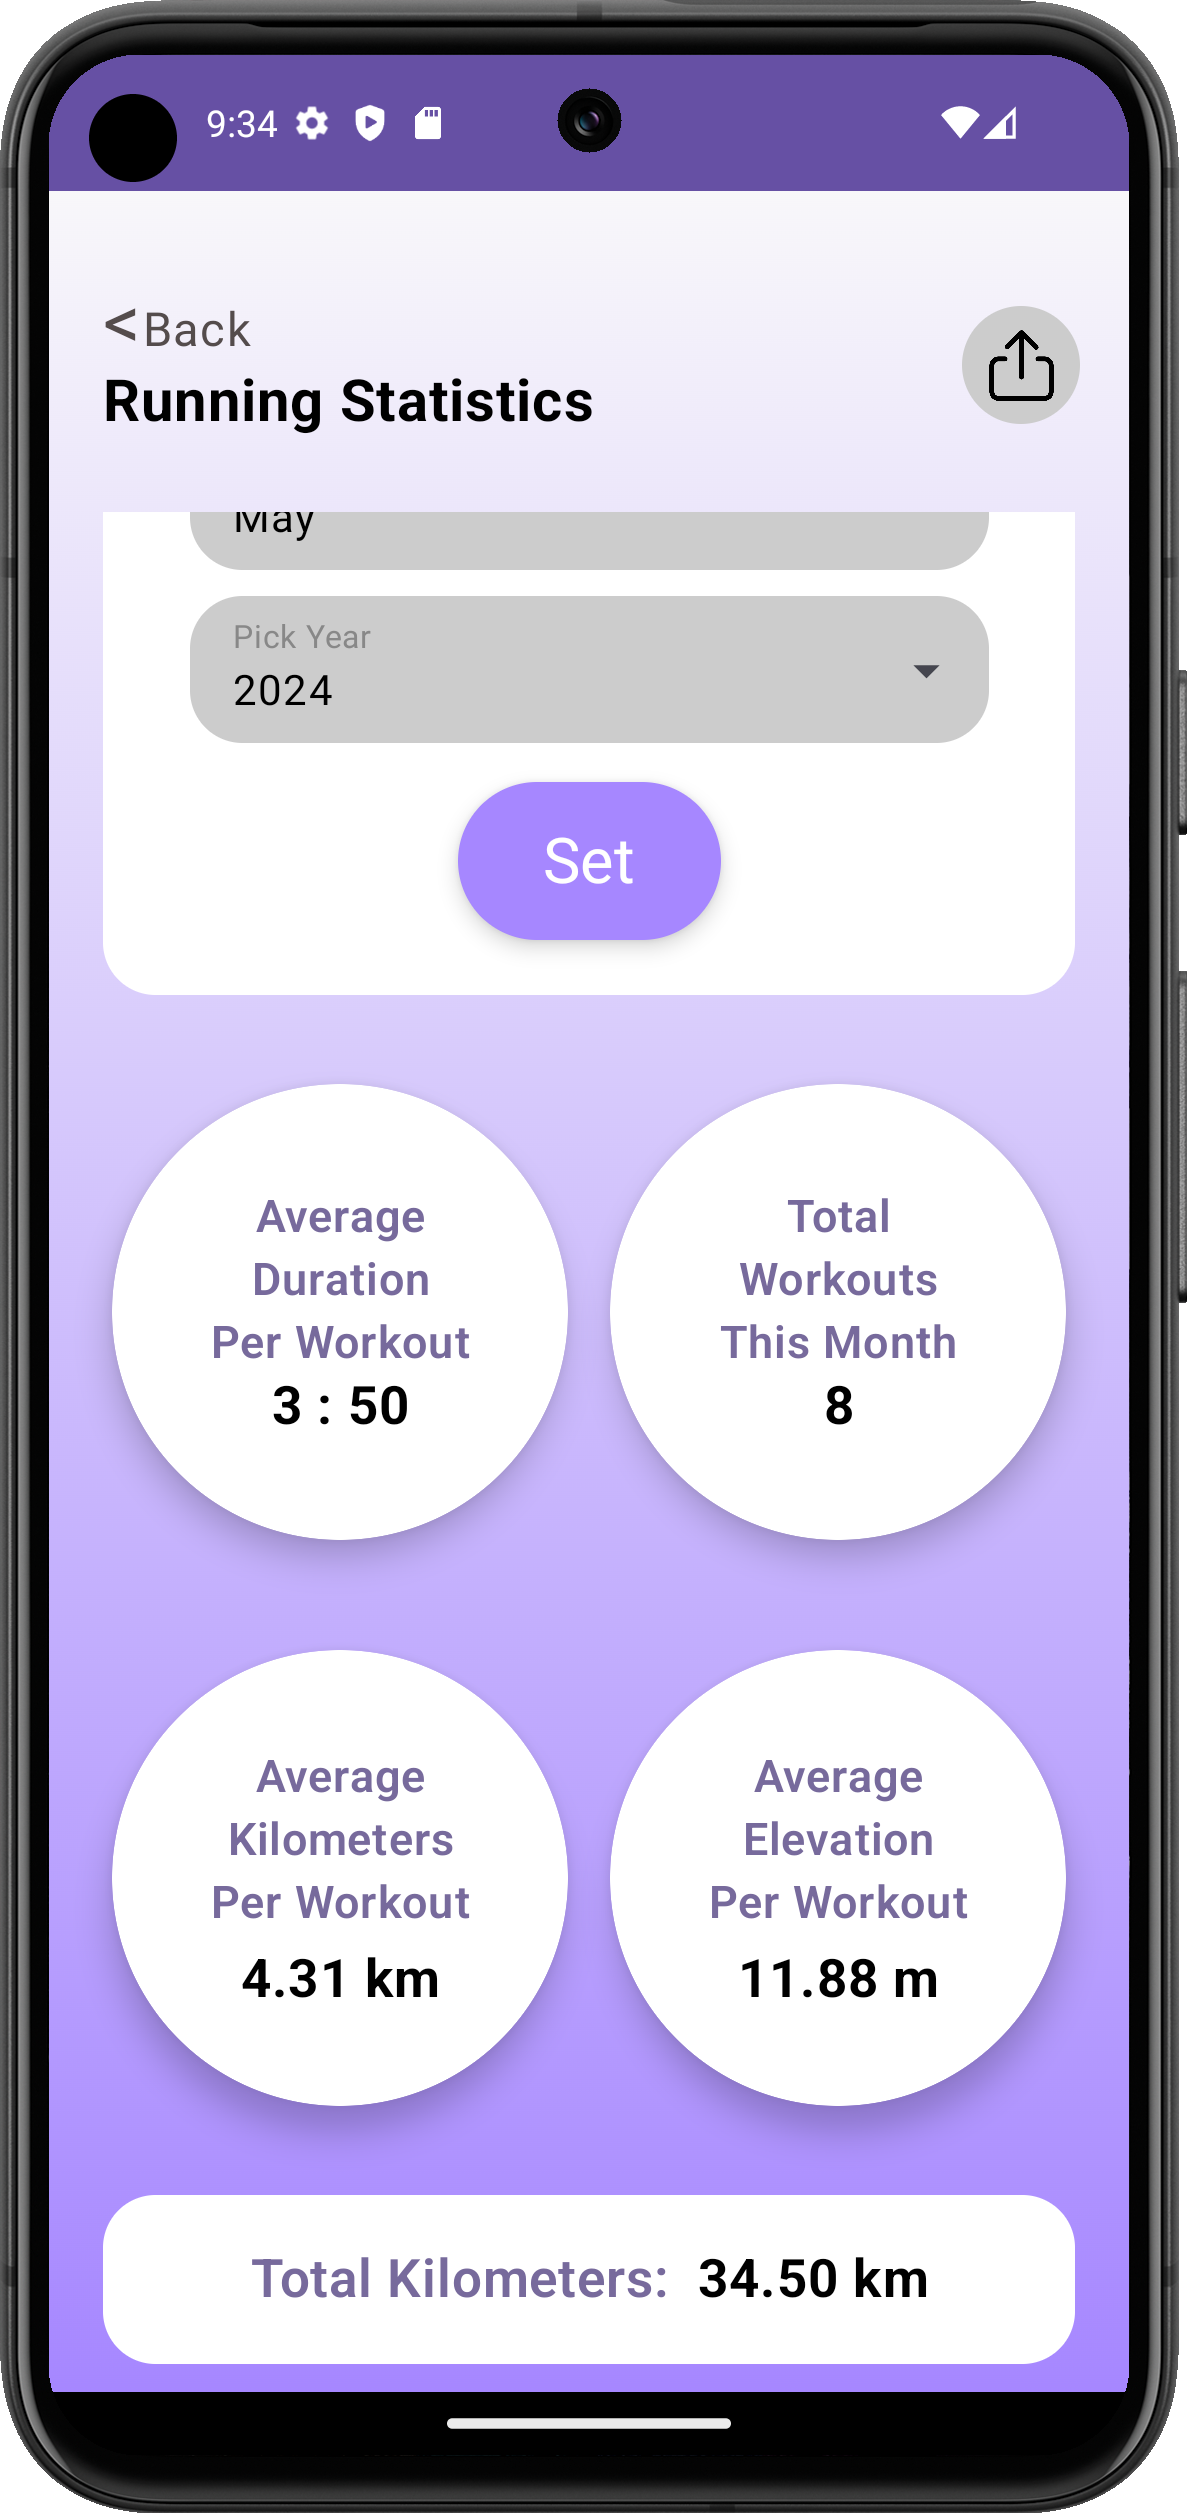 9:34
<Back
Running Statistics
May
Pick Year
2024
Set
Average
Duration
Per Workout
3 : 50
Total
Workouts
This Month
8
Average
Kilometers
Per Workout
4.31 km
Average
Elevation
Per Workout
11.88 m
Total Kilometers: 34.50 km